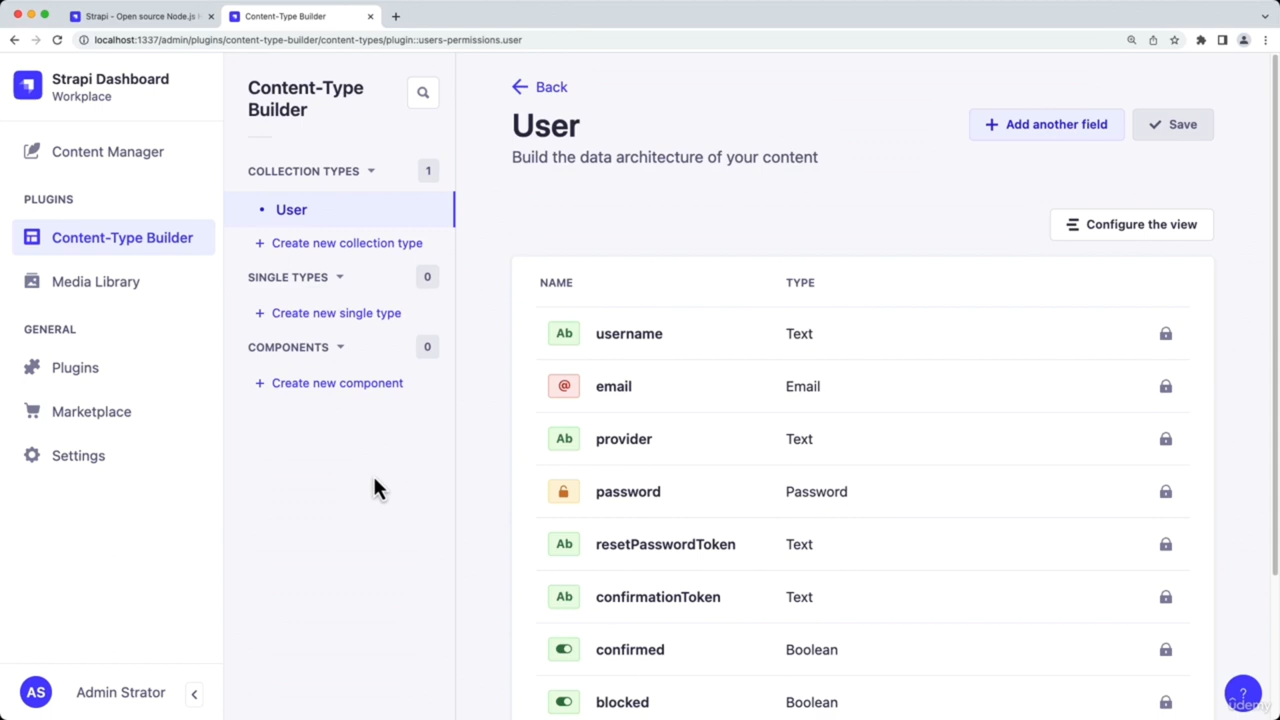 Strapi - Open source Node.js
Content-Type Builder
localhost:1337/admin/plugins/content-type-builder/content-types/plugin::users-permissions.user
Strapi Dashboard
Workplace
Content Manager
PLUGINS
Content-Type Builder
Media Library
GENERAL
Plugins
Marketplace
Settings
AS
Admin Strator
Content-Type
Builder
COLLECTION TYPES
1
User
+ Create new collection type
SINGLE TYPES
0
+ Create new single type
COMPONENTS
0
+ Create new component
Back
User
Build the data architecture of your content
+ Add another field
Save
Configure the view
NAME TYPE
Ab username Text
@ email Email
Ab provider Text
password Password
Ab resetPasswordToken Text
Ab confirmationToken Text
confirmed Boolean
blocked Boolean
?
udemy